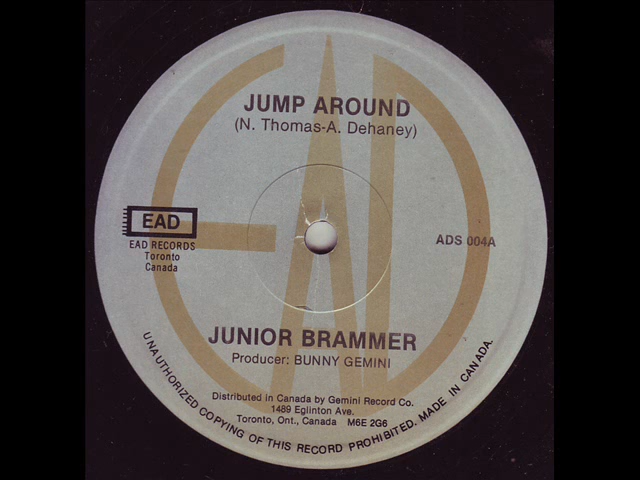 JUMP AROUND
(N. Thomas-A. Dehaney)
EAD
EAD RECORDS
Toronto
Canada
ADS 004A
JUNIOR BRAMMER
Producer: BUNNY GEMINI
Distributed in Canada by Gemini Record Co.
1489 Eglinton Ave.
Toronto, Ont., Canada M6E 2G6
UNAUTHORIZED COPYING OF THIS RECORD PROHIBITED. MADE IN CANADA.